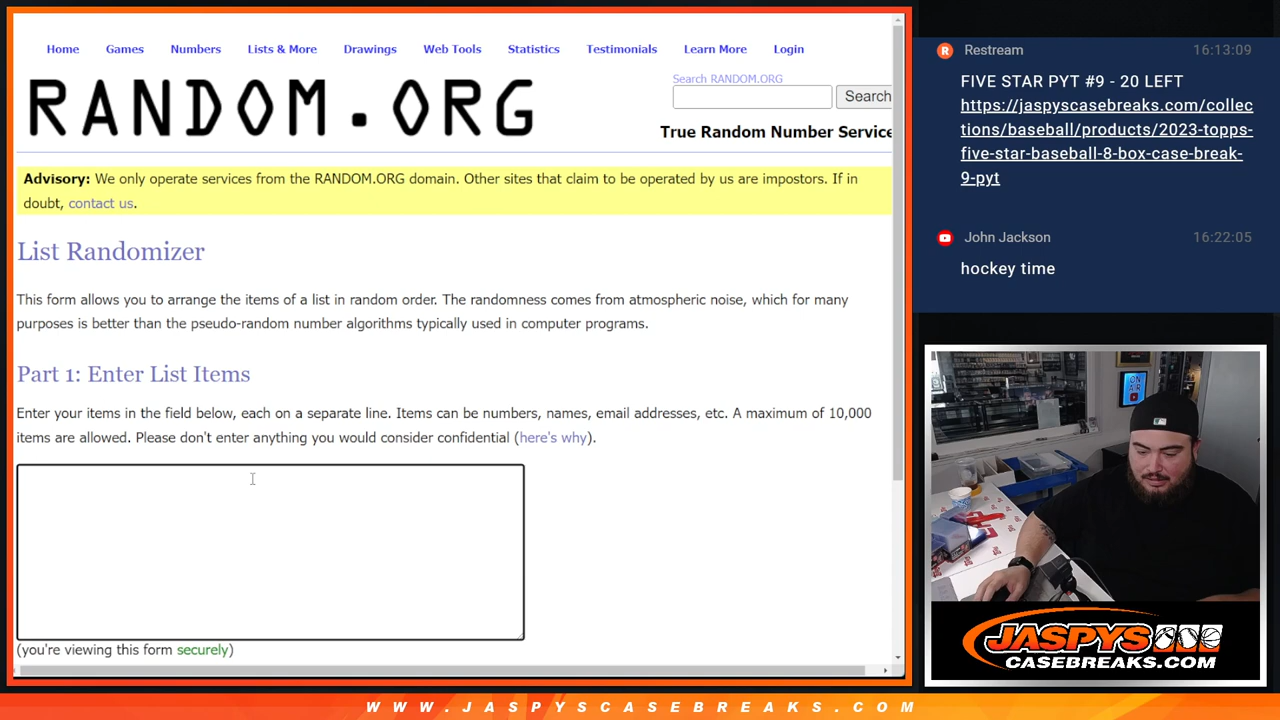 Home Games Numbers Lists & More Drawings Web Tools Statistics Testimonials Learn More Login
RANDOM.ORG
Search RANDOM.ORG
Search
True Random Number Service
Advisory: We only operate services from the RANDOM.ORG domain. Other sites that claim to be operated by us are impostors. If in
doubt, contact us.
List Randomizer
This form allows you to arrange the items of a list in random order. The randomness comes from atmospheric noise, which for many
purposes is better than the pseudo-random number algorithms typically used in computer programs.
Part 1: Enter List Items
Enter your items in the field below, each on a separate line. Items can be numbers, names, email addresses, etc. A maximum of 10,000
items are allowed. Please don't enter anything you would consider confidential (here's why).
(you're viewing this form securely)
Restream 16:13:09
FIVE STAR PYT #9 - 20 LEFT
https://jaspyscasebreaks.com/collec
tions/baseball/products/2023-topps-
five-star-baseball-8-box-case-break-
9-pyt
John Jackson 16:22:05
hockey time
ON
AIR
JASPYS
CASEBREAKS.COM
WWW.JASPYSCASEBREAKS.COM